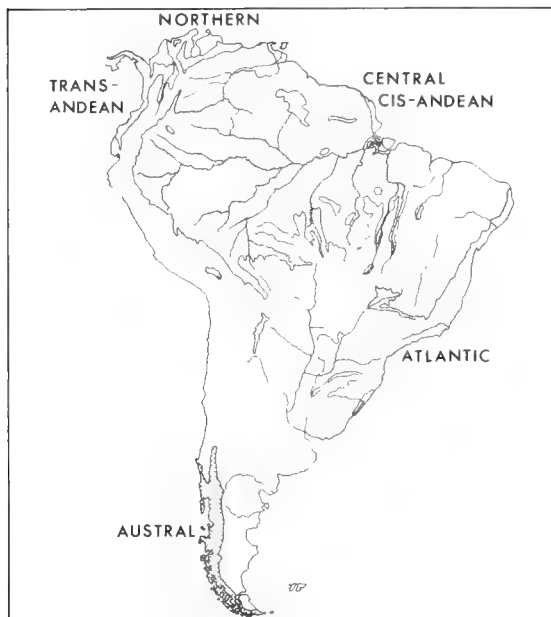 NORTHERN
TRANS-
ANDEAN
CENTRAL
CIS-ANDEAN
ATLANTIC
AUSTRAL